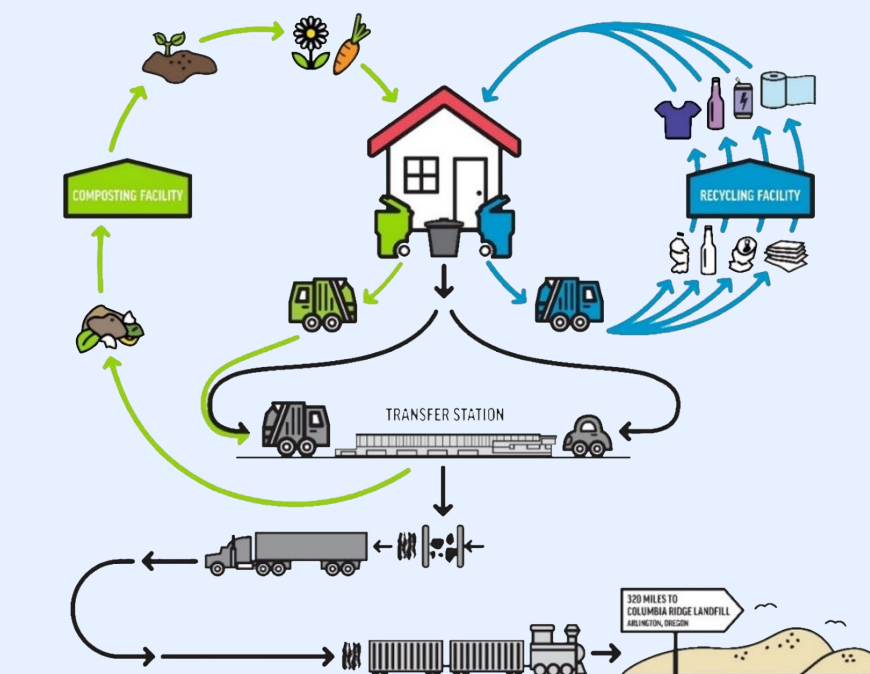 COMPOSTING FACILITY
RECYCLING FACILITY
TRANSFER STATION
320 MILES TO
COLUMBIA RIDGE LANDFILL
ARLINGTON, OREGON